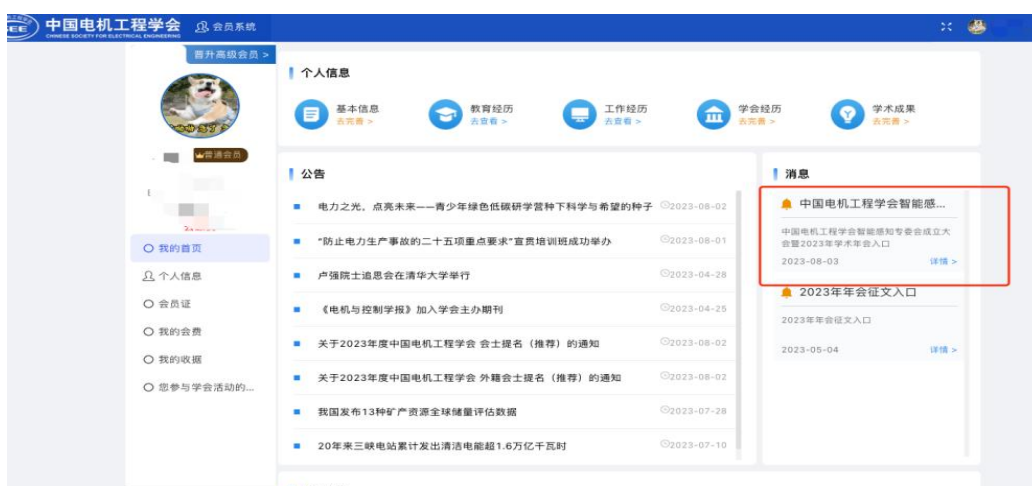 中国电机工程学会
CHINESE SOCIETY FOR ELECTRICAL ENGINEERING
会员系统
晋升高级会员 >
普通会员
我的首页
个人信息
会员证
我的会费
我的收据
您参与学会活动的...
个人信息
基本信息
去完善 >
教育经历
去查看 >
工作经历
去查看 >
学会经历
去完善 >
学术成果
去完善 >
公告
电力之光，点亮未来——青少年绿色低碳研学营种下科学与希望的种子 2023-08-02
“防止电力生产事故的二十五项重点要求”宣贯培训班成功举办 2023-08-01
卢强院士追思会在清华大学举行 2023-04-28
《电机与控制学报》加入学会主办期刊 2023-04-25
关于2023年度中国电机工程学会 会士提名（推荐）的通知 2023-08-02
关于2023年度中国电机工程学会 外籍会士提名（推荐）的通知 2023-08-02
我国发布13种矿产资源全球储量评估数据 2023-07-28
20年来三峡电站累计发出清洁电能超1.6万亿千瓦时 2023-07-10
消息
中国电机工程学会智能感...
中国电机工程学会智能感知专委会成立大
会暨2023年学术年会入口
2023-08-03 详情 >
2023年年会征文入口
2023年年会征文入口
2023-05-04 详情 >